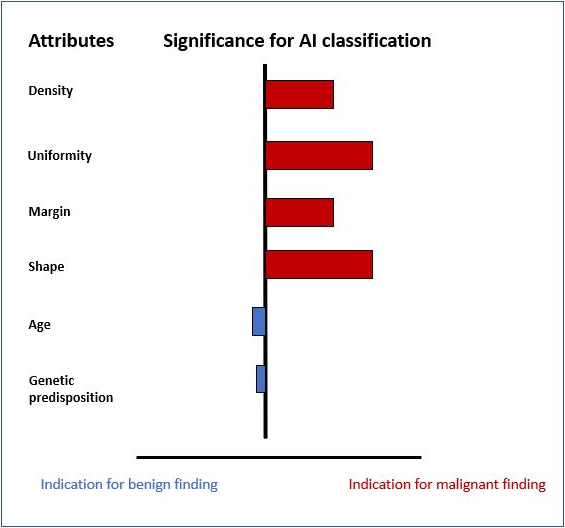 Attributes
Significance for AI classification
Density
Uniformity
Margin
Shape
Age
Genetic
predisposition
Indication for benign finding
Indication for malignant finding